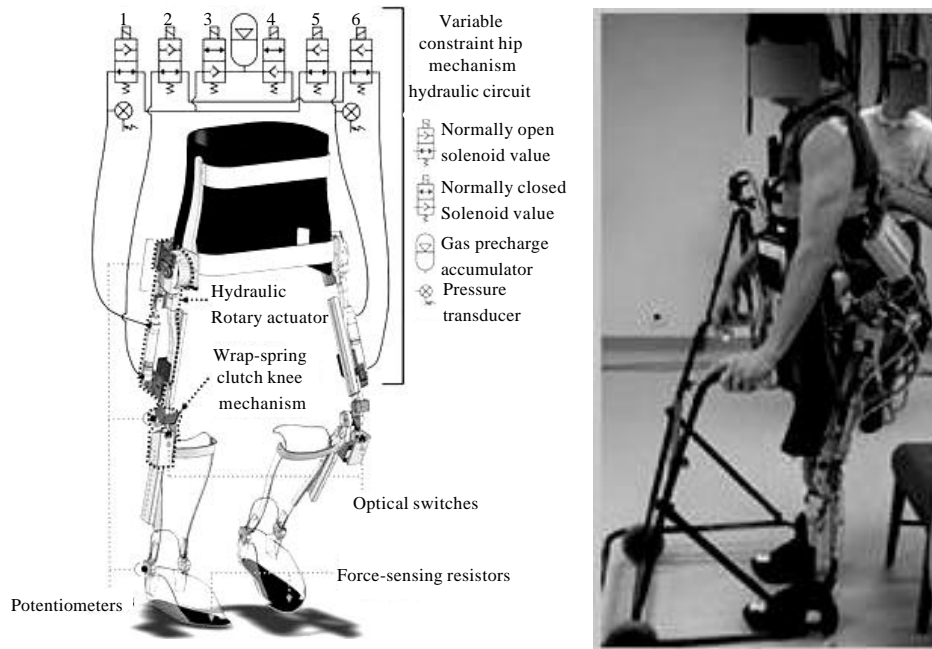 1 2 3 4 5 6
Variable
constraint hip
mechanism
hydraulic circuit
Normally open
solenoid value
Normally closed
Solenoid value
Gas precharge
accumulator
Pressure
transducer
Hydraulic
Rotary actuator
Wrap-spring
clutch knee
mechanism
Optical switches
Force-sensing resistors
Potentiometers